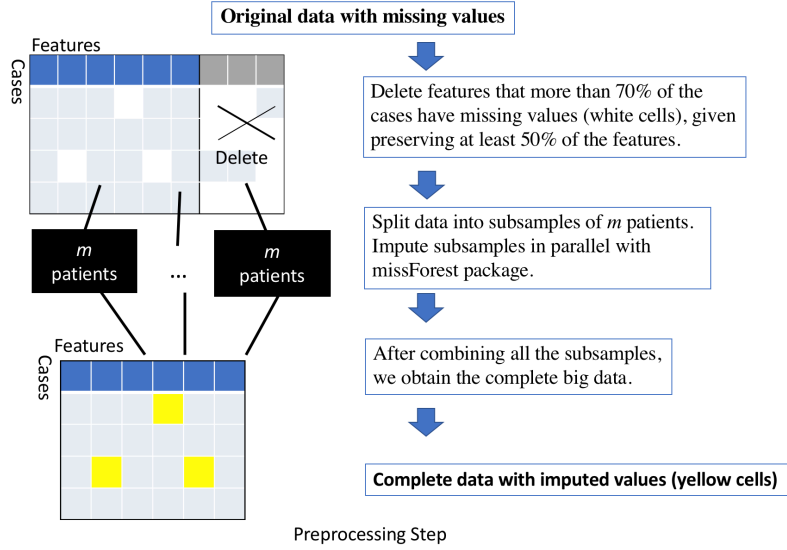 Original data with missing values
Features
Cases
Delete
Delete features that more than 70% of the
cases have missing values (white cells), given
preserving at least 50% of the features.
Split data into subsamples of m patients.
Impute subsamples in parallel with
missForest package.
m
patients
...
m
patients
Features
Cases
After combining all the subsamples,
we obtain the complete big data.
Complete data with imputed values (yellow cells)
Preprocessing Step